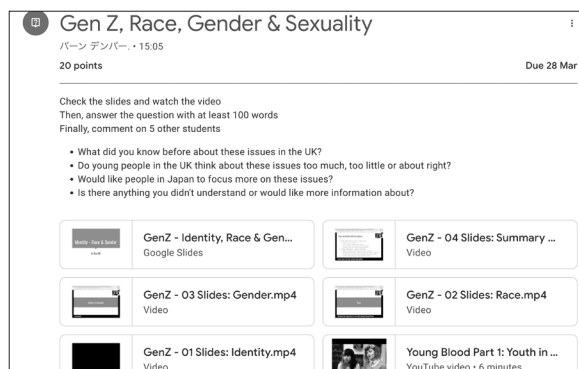 Gen Z, Race, Gender & Sexuality
バーン デンバー. • 15:05
20 points
Due 28 Mar
Check the slides and watch the video
Then, answer the question with at least 100 words
Finally, comment on 5 other students
• What did you know before about these issues in the UK?
• Do young people in the UK think about these issues too much, too little or about right?
• Would like people in Japan to focus more on these issues?
• Is there anything you didn't understand or would like more information about?
GenZ - Identity, Race & Gen...
Google Slides
GenZ - 04 Slides: Summary ...
Video
GenZ - 03 Slides: Gender.mp4
Video
GenZ - 02 Slides: Race.mp4
Video
GenZ - 01 Slides: Identity.mp4
Video
Young Blood Part 1: Youth in ...
YouTube video • 6 minutes